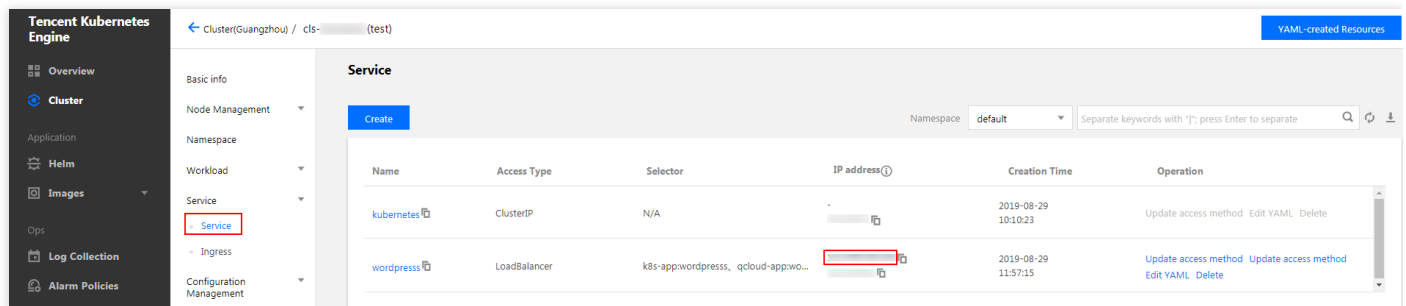 Tencent Kubernetes
Engine
Cluster(Guangzhou) / cls- (test)
YAML-created Resources
Overview
Cluster
Application
Helm
Images
Ops
Log Collection
Alarm Policies
Basic info
Node Management
Namespace
Workload
Service
Service
Ingress
Configuration
Management
Service
Create
Namespace default Separate keywords with "|"; press Enter to separate
Name Access Type Selector IP address Creation Time Operation
kubernetes ClusterIP N/A - 2019-08-29
10:10:23 Update access method Edit YAML Delete
wordpresss LoadBalancer k8s-app:wordpresss、qcloud-app:wo... 2019-08-29
11:57:15 Update access method Update access method
Edit YAML Delete